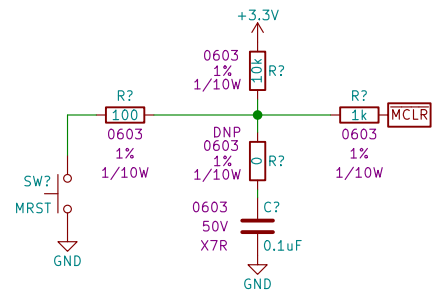 +3.3V
0603
1%
1/10W
10k
R?
R?
100
0603
1%
1/10W
R?
1k
0603
1%
1/10W
MCLR
DNP
0603
1%
1/10W
0
R?
SW?
MRST
GND
0603
50V
X7R
C?
0.1uF
GND